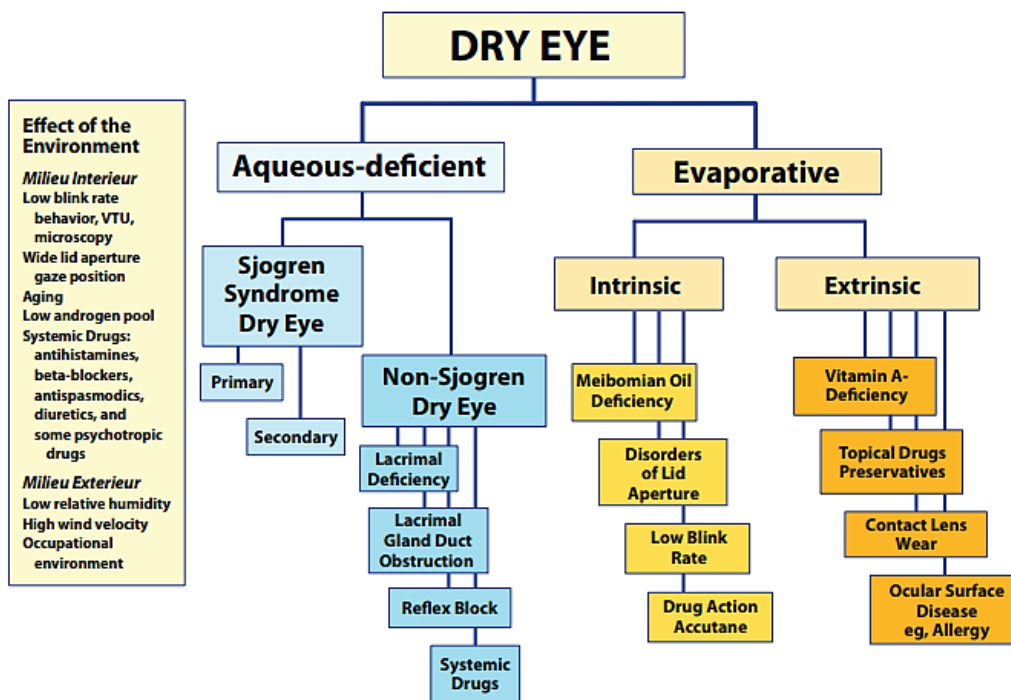 DRY EYE
Effect of the
Environment
Milieu Interieur
Low blink rate
behavior, VTU,
microscopy
Wide lid aperture
gaze position
Aging
Low androgen pool
Systemic Drugs:
antihistamines,
beta-blockers,
antispasmodics,
diuretics, and
some psychotropic
drugs
Milieu Exterieur
Low relative humidity
High wind velocity
Occupational
environment
Aqueous-deficient
Sjogren
Syndrome
Dry Eye
Primary
Secondary
Non-Sjogren
Dry Eye
Lacrimal
Deficiency
Lacrimal
Gland Duct
Obstruction
Reflex Block
Systemic
Drugs
Evaporative
Intrinsic
Meibomian Oil
Deficiency
Disorders
of Lid
Aperture
Low Blink
Rate
Drug Action
Accutane
Extrinsic
Vitamin A-
Deficiency
Topical Drugs
Preservatives
Contact Lens
Wear
Ocular Surface
Disease
eg, Allergy